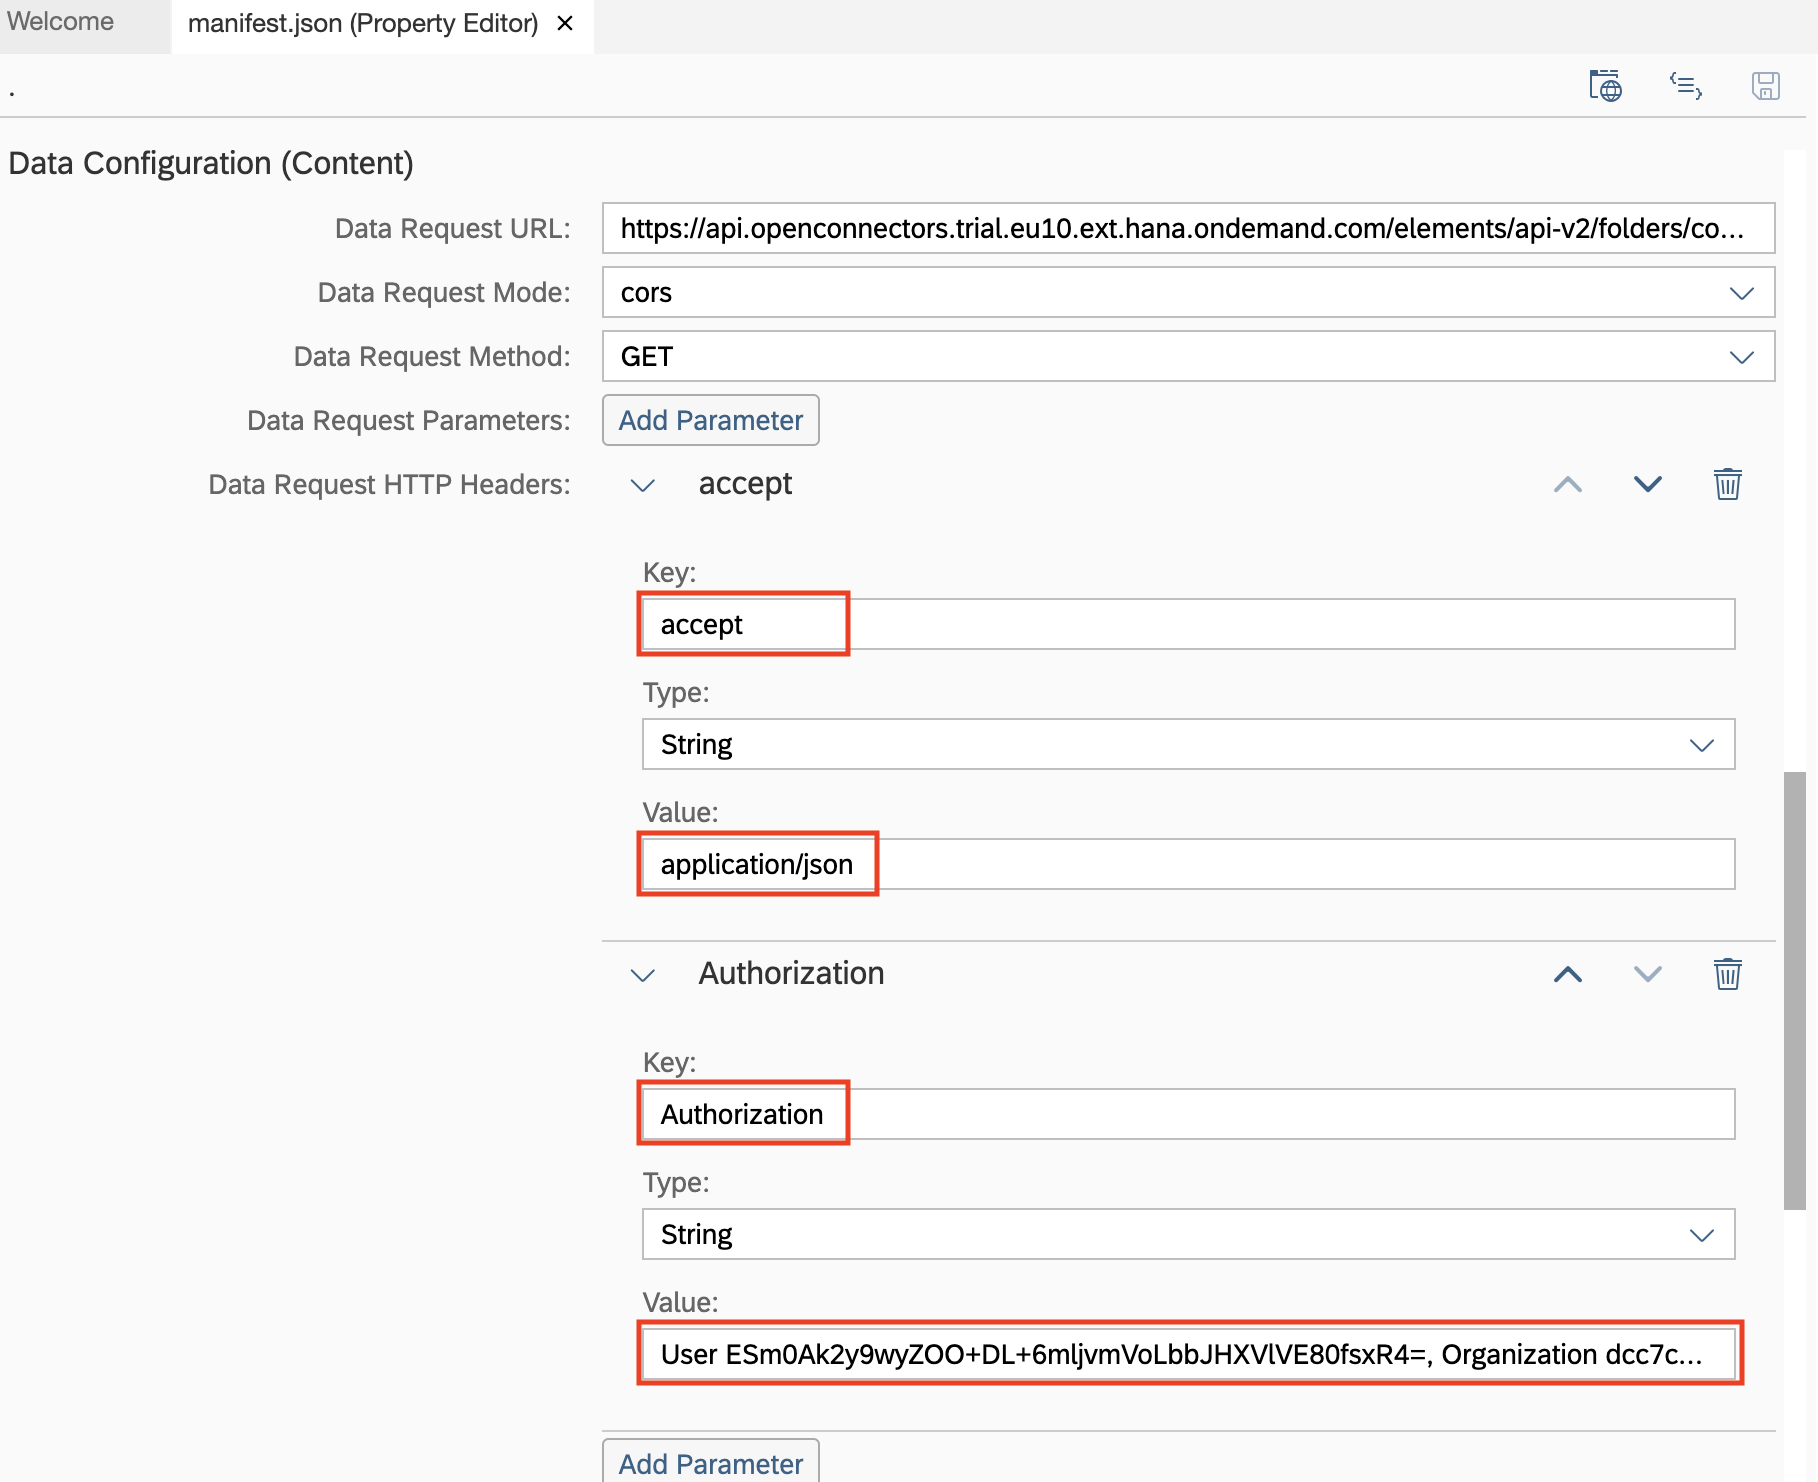 Welcome
manifest.json (Property Editor)
.
Data Configuration (Content)
Data Request URL: https://api.openconnectors.trial.eu10.ext.hana.ondemand.com/elements/api-v2/folders/co...
Data Request Mode: cors
Data Request Method: GET
Data Request Parameters: Add Parameter
Data Request HTTP Headers: accept
Key:
accept
Type:
String
Value:
application/json
Authorization
Key:
Authorization
Type:
String
Value:
User ESm0Ak2y9wyZOO+DL+6mljvmVoLbbJHXVlVE80fsxR4=, Organization dcc7c...
Add Parameter